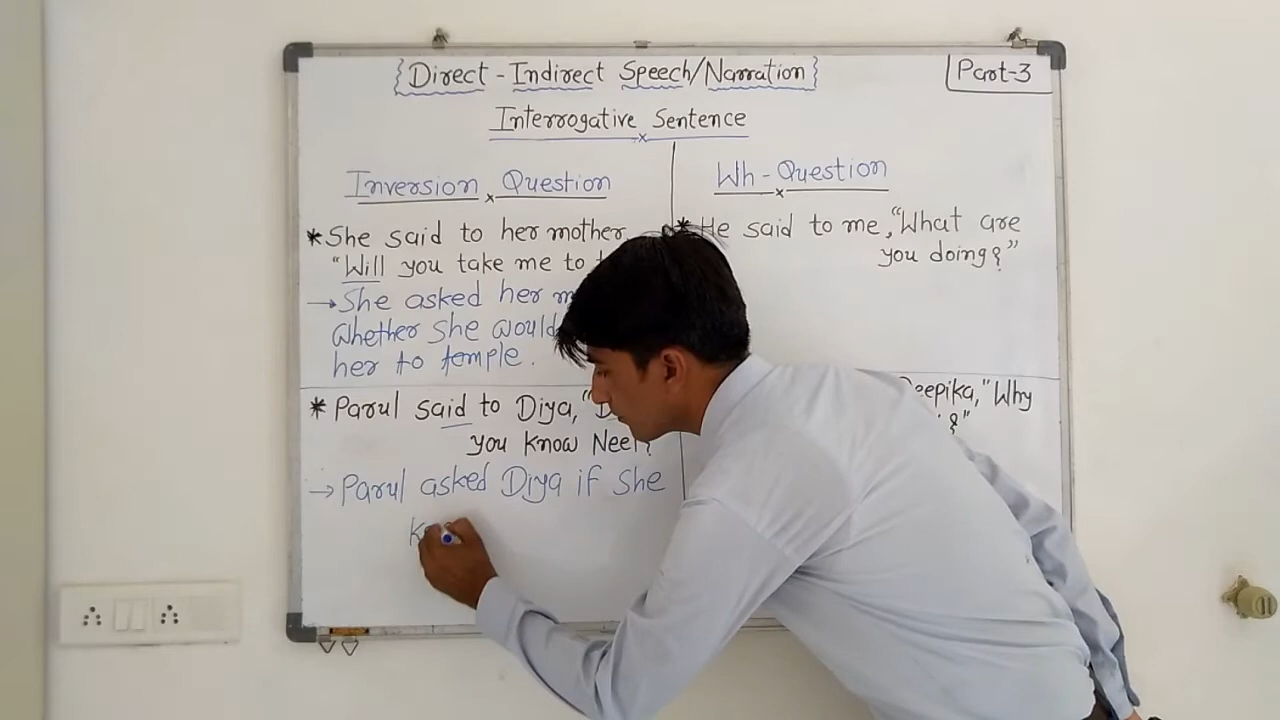 {Direct-Indirect Speech/Narration}
Part-3
Interrogative Sentence
Inversion Question
* She said to her mother
"Will you take me to
→ She asked her
whether she would
her to temple.
* Parul said to Diya, "
you know Neel?
→ Parul asked Diya if she
Wh-Question
* He said to me, "What are
you doing?"
Deepika, "Why
?"